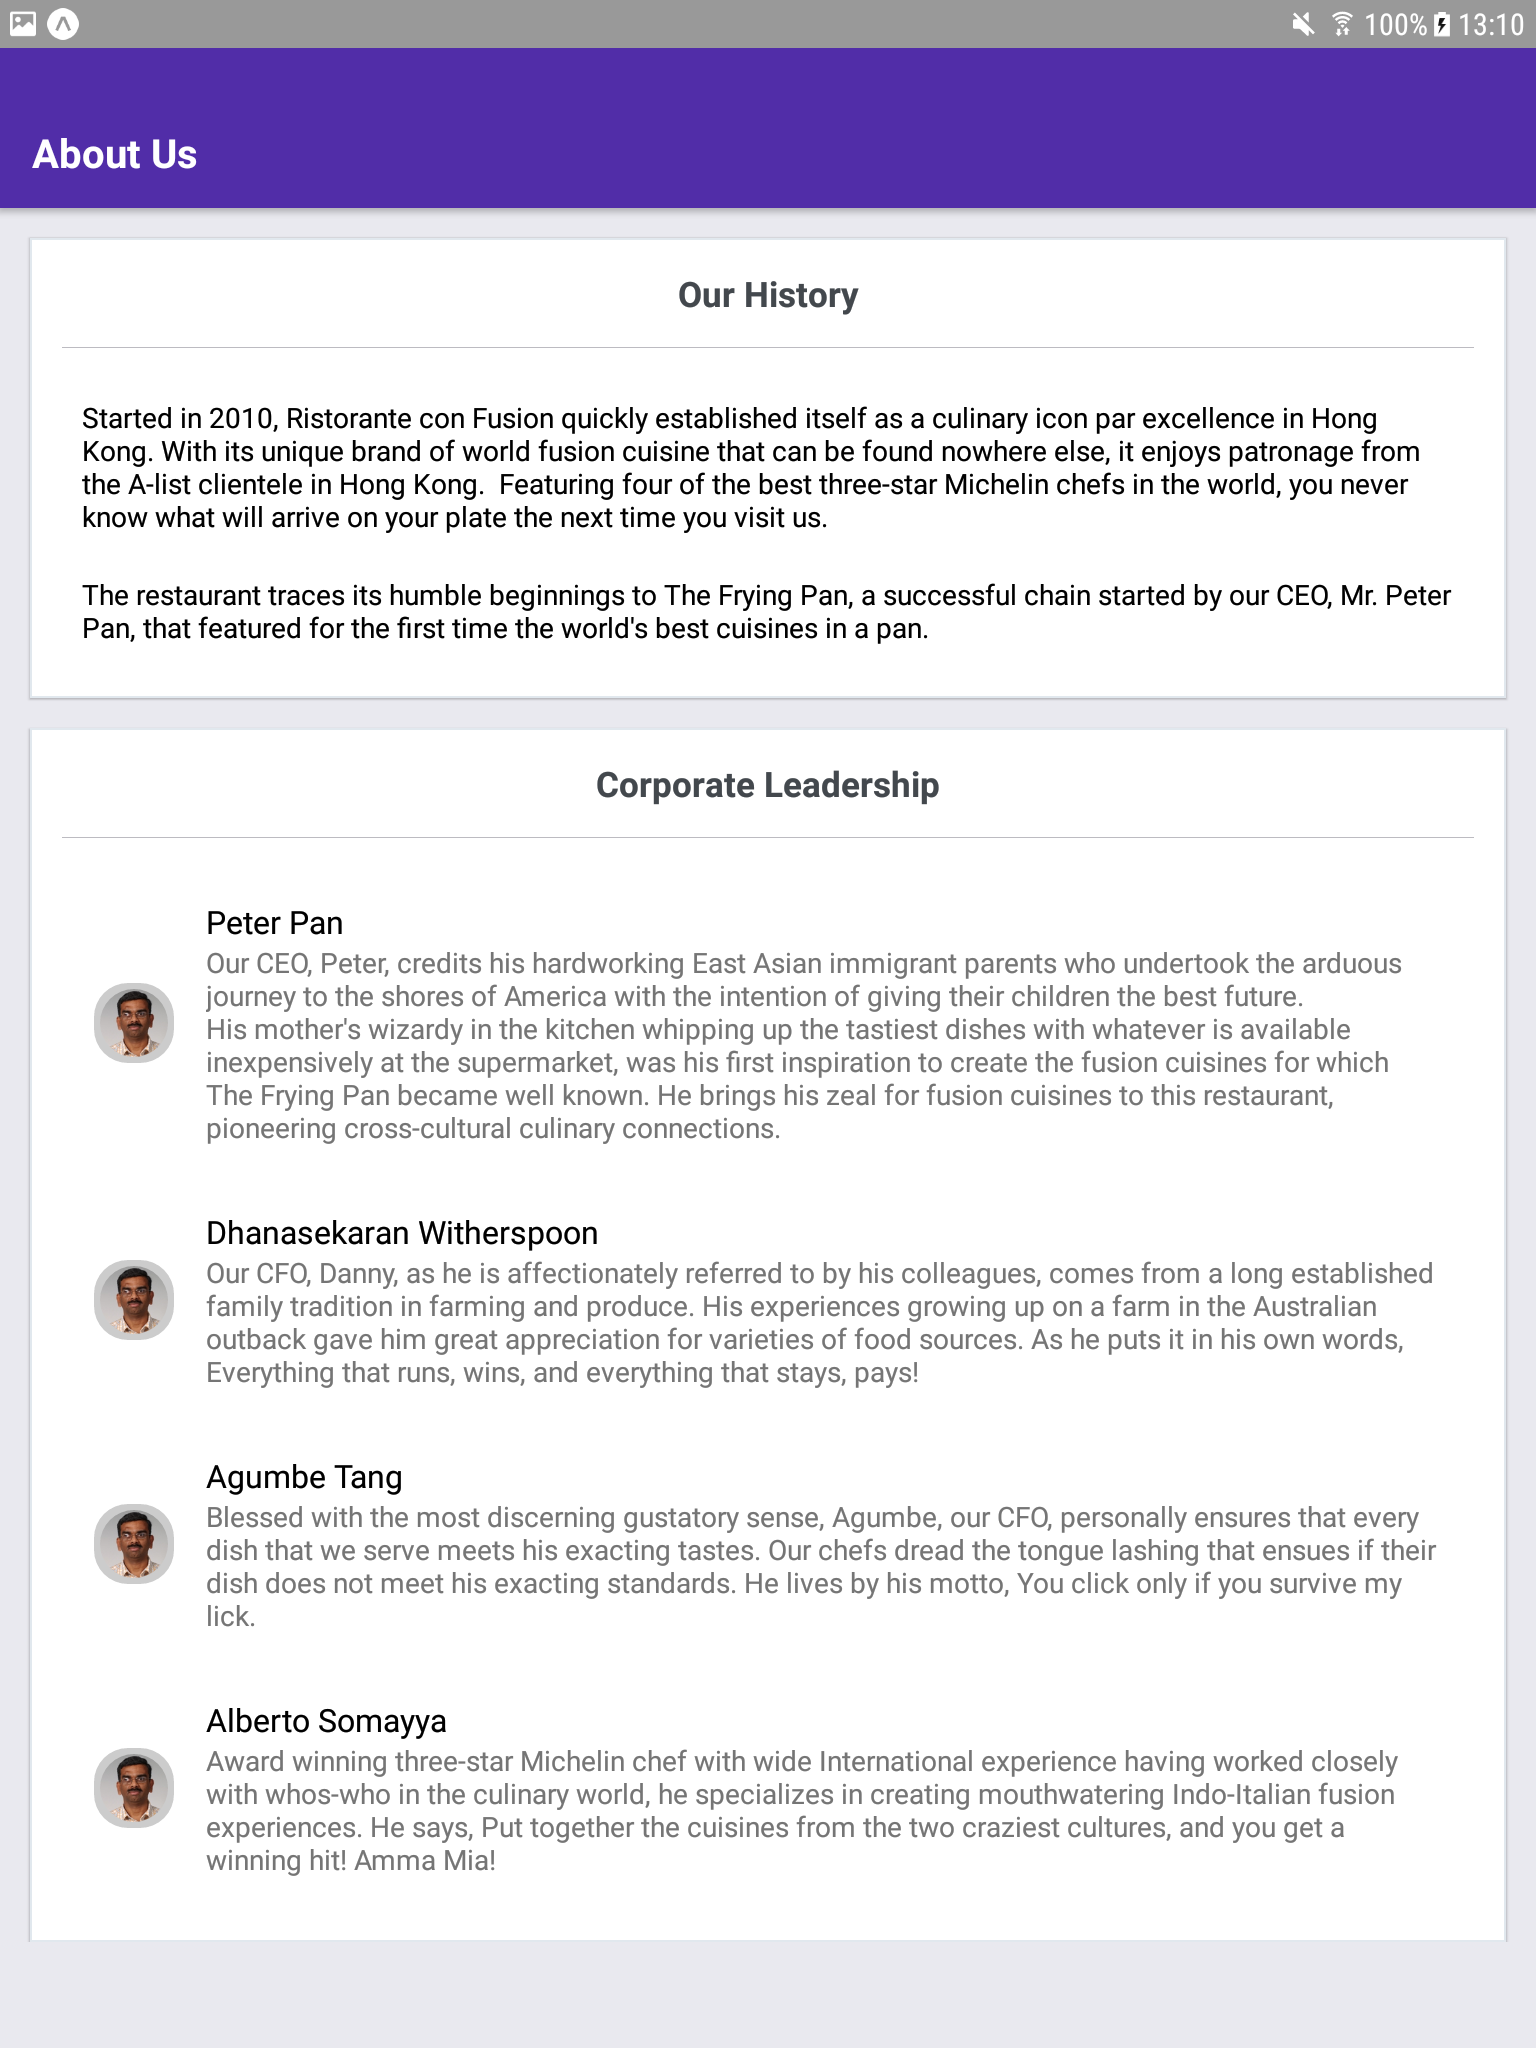 100% 13:10
About Us
Our History
Started in 2010, Ristorante con Fusion quickly established itself as a culinary icon par excellence in Hong
Kong. With its unique brand of world fusion cuisine that can be found nowhere else, it enjoys patronage from
the A-list clientele in Hong Kong.  Featuring four of the best three-star Michelin chefs in the world, you never
know what will arrive on your plate the next time you visit us.
The restaurant traces its humble beginnings to The Frying Pan, a successful chain started by our CEO, Mr. Peter
Pan, that featured for the first time the world's best cuisines in a pan.
Corporate Leadership
Peter Pan
Our CEO, Peter, credits his hardworking East Asian immigrant parents who undertook the arduous
journey to the shores of America with the intention of giving their children the best future.
His mother's wizardy in the kitchen whipping up the tastiest dishes with whatever is available
inexpensively at the supermarket, was his first inspiration to create the fusion cuisines for which
The Frying Pan became well known. He brings his zeal for fusion cuisines to this restaurant,
pioneering cross-cultural culinary connections.
Dhanasekaran Witherspoon
Our CFO, Danny, as he is affectionately referred to by his colleagues, comes from a long established
family tradition in farming and produce. His experiences growing up on a farm in the Australian
outback gave him great appreciation for varieties of food sources. As he puts it in his own words,
Everything that runs, wins, and everything that stays, pays!
Agumbe Tang
Blessed with the most discerning gustatory sense, Agumbe, our CFO, personally ensures that every
dish that we serve meets his exacting tastes. Our chefs dread the tongue lashing that ensues if their
dish does not meet his exacting standards. He lives by his motto, You click only if you survive my
lick.
Alberto Somayya
Award winning three-star Michelin chef with wide International experience having worked closely
with whos-who in the culinary world, he specializes in creating mouthwatering Indo-Italian fusion
experiences. He says, Put together the cuisines from the two craziest cultures, and you get a
winning hit! Amma Mia!